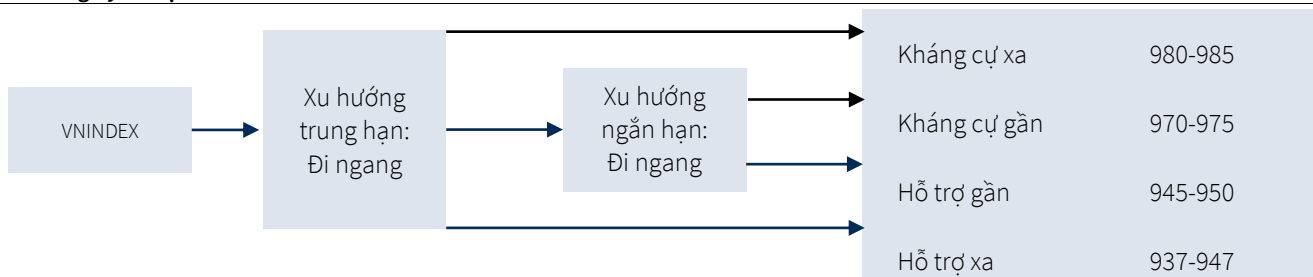 VNINDEX
Xu hướng
trung hạn:
Đi ngang
Xu hướng
ngắn hạn:
Đi ngang
Kháng cự xa 980-985
Kháng cự gần 970-975
Hỗ trợ gần 945-950
Hỗ trợ xa 937-947